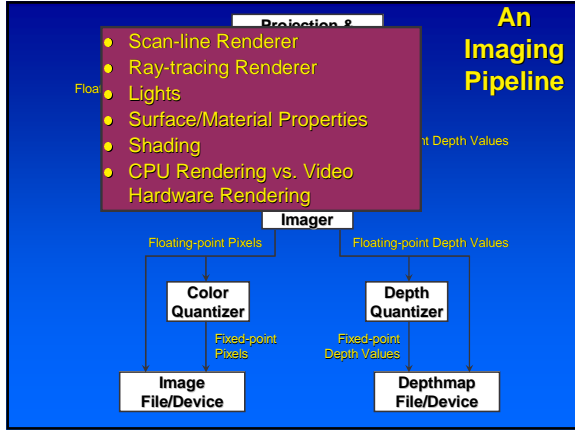 An
Imaging
Pipeline
Projection &
• Scan-line Renderer
• Ray-tracing Renderer
• Lights
• Surface/Material Properties
• Shading
• CPU Rendering vs. Video
Hardware Rendering
Depth Values
Imager
Floating-point Pixels
Floating-point Depth Values
Color
Quantizer
Depth
Quantizer
Fixed-point
Pixels
Fixed-point
Depth Values
Image
File/Device
Depthmap
File/Device